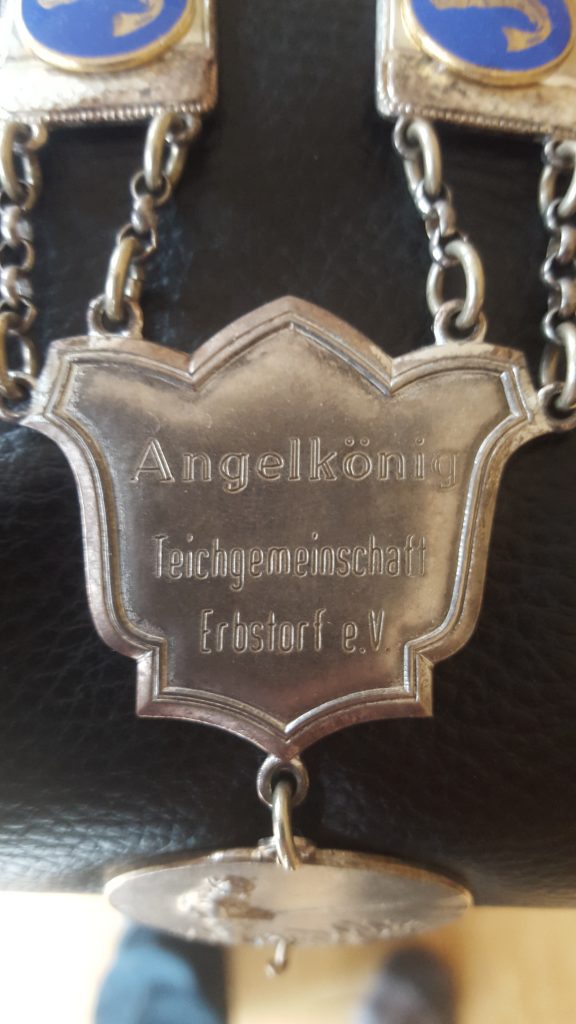 Angelkönig
Teichgemeinschaft
Erbstorf e.V.